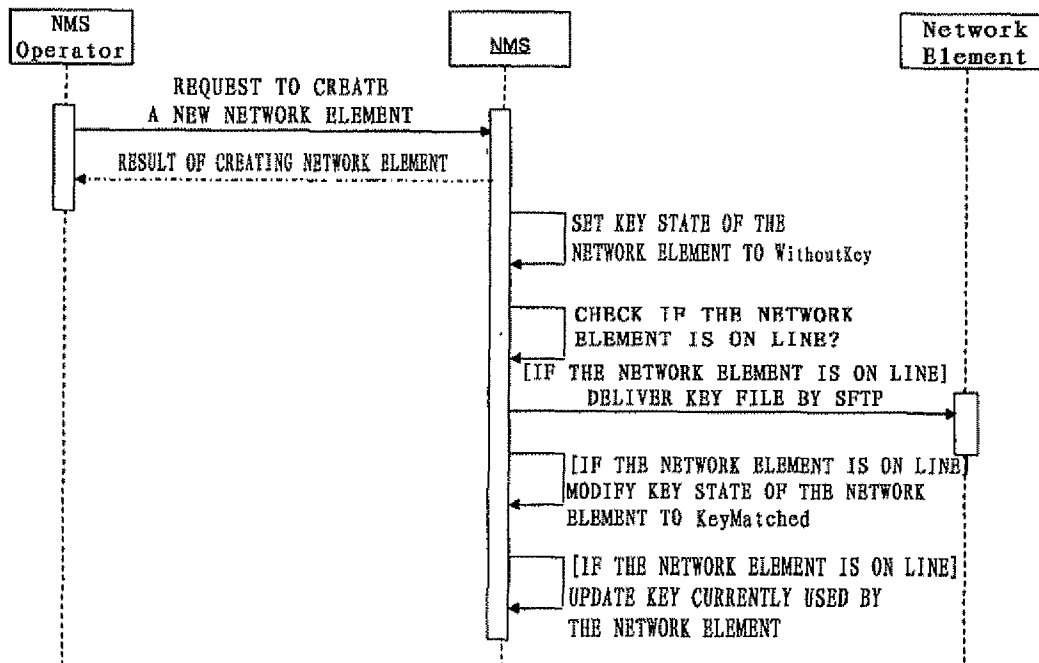 NMS
Operator
NMS
Network
Element
REQUEST TO CREATE
A NEW NETWORK ELEMENT
RESULT OF CREATING NETWORK ELEMENT
SET KEY STATE OF THE
NETWORK ELEMENT TO WithoutKey
CHECK IF THE NETWORK
ELEMENT IS ON LINE?
[IF THE NETWORK ELEMENT IS ON LINE]
DELIVER KEY FILE BY SFTP
[IF THE NETWORK ELEMENT IS ON LINE]
MODIFY KEY STATE OF THE NETWORK
ELEMENT TO KeyMatched
[IF THE NETWORK ELEMENT IS ON LINE]
UPDATE KEY CURRENTLY USED BY
THE NETWORK ELEMENT